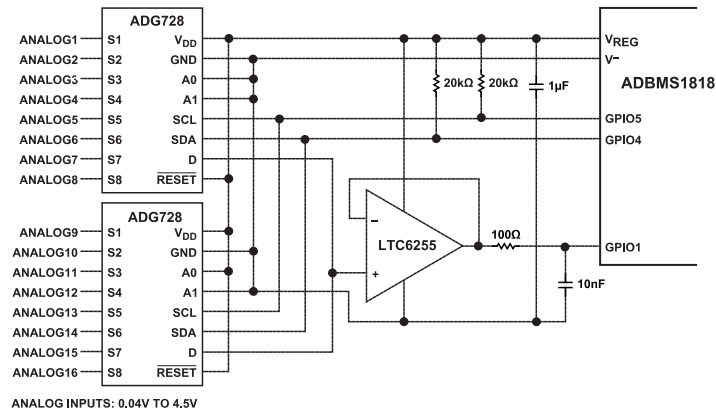 ADG728
ANALOG1 S1 VDD
ANALOG2 S2 GND
ANALOG3 S3 A0
ANALOG4 S4 A1
ANALOG5 S5 SCL
ANALOG6 S6 SDA
ANALOG7 S7 D
ANALOG8 S8 RESET
ADG728
ANALOG9 S1 VDD
ANALOG10 S2 GND
ANALOG11 S3 A0
ANALOG12 S4 A1
ANALOG13 S5 SCL
ANALOG14 S6 SDA
ANALOG15 S7 D
ANALOG16 S8 RESET
20kΩ 20kΩ
1µF
–
LTC6255
+
100Ω
10nF
VREG
V–
ADBMS1818
GPIO5
GPIO4
GPIO1
ANALOG INPUTS: 0.04V TO 4.5V